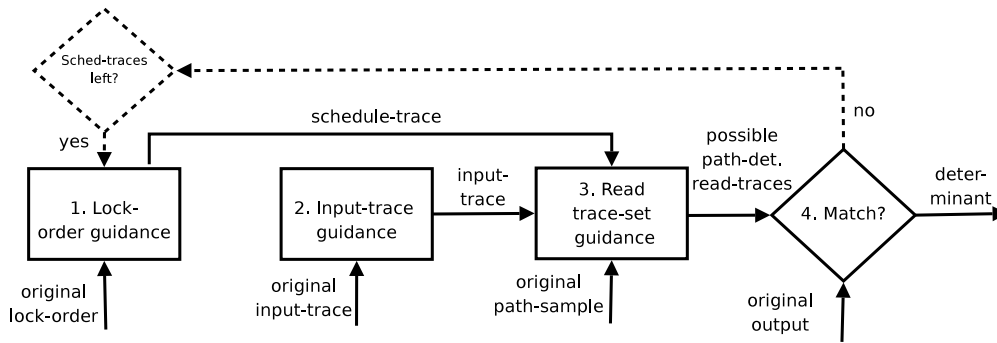 Sched-traces
left?
yes
schedule-trace
no
1. Lock-
order guidance
original
lock-order
2. Input-trace
guidance
original
input-trace
input-
trace
3. Read
trace-set
guidance
original
path-sample
possible
path-det.
read-traces
4. Match?
original
output
deter-
minant